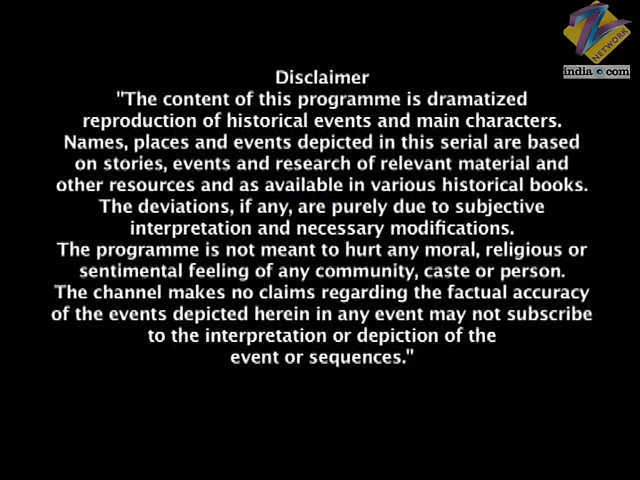 NETWORK
india.com
Disclaimer
"The content of this programme is dramatized
reproduction of historical events and main characters.
Names, places and events depicted in this serial are based
on stories, events and research of relevant material and
other resources and as available in various historical books.
The deviations, if any, are purely due to subjective
interpretation and necessary modifications.
The programme is not meant to hurt any moral, religious or
sentimental feeling of any community, caste or person.
The channel makes no claims regarding the factual accuracy
of the events depicted herein in any event may not subscribe
to the interpretation or depiction of the
event or sequences."